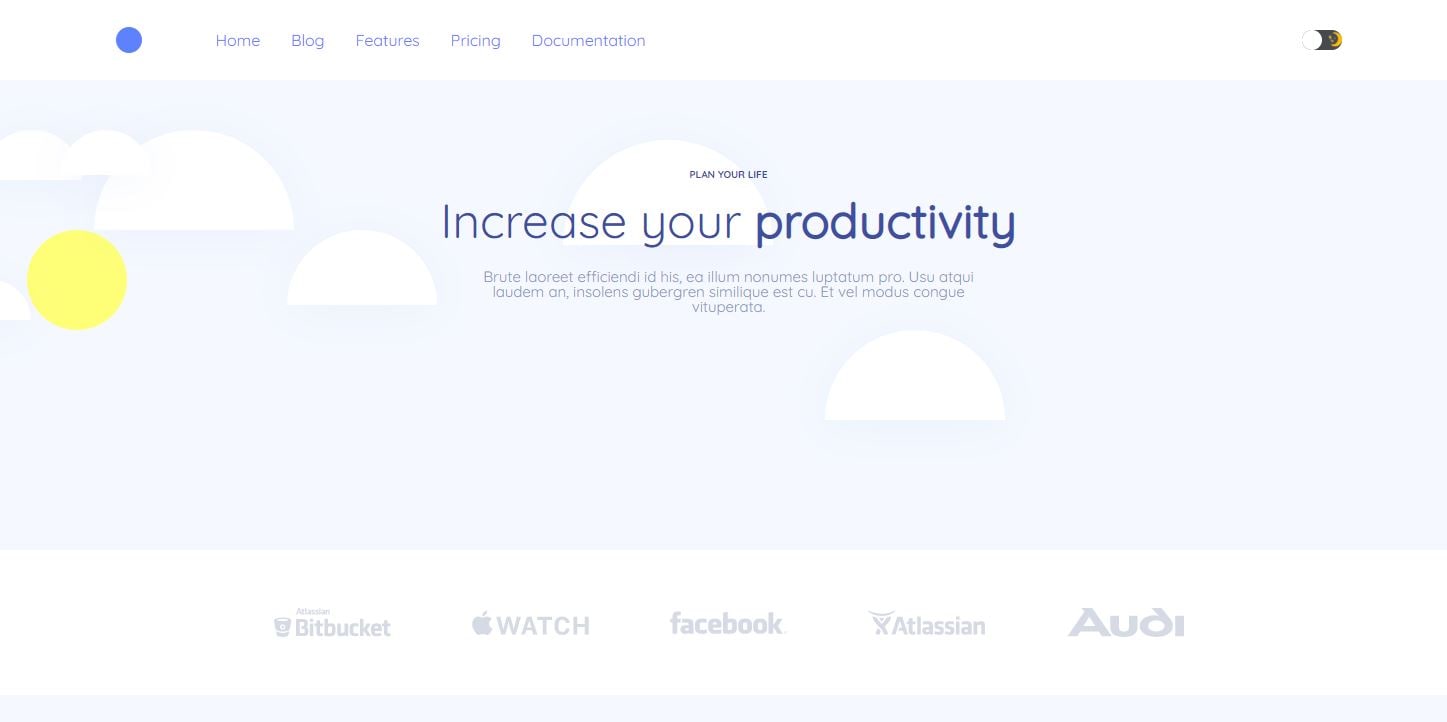 Home Blog Features Pricing Documentation
PLAN YOUR LIFE
Increase your productivity
Brute laoreet efficiendi id his, ea illum nonumes luptatum pro. Usu atqui
laudem an, insolens gubergren similique est cu. Et vel modus congue
vituperata.
Atlassian
Bitbucket
WATCH
facebook
Atlassian
Audi